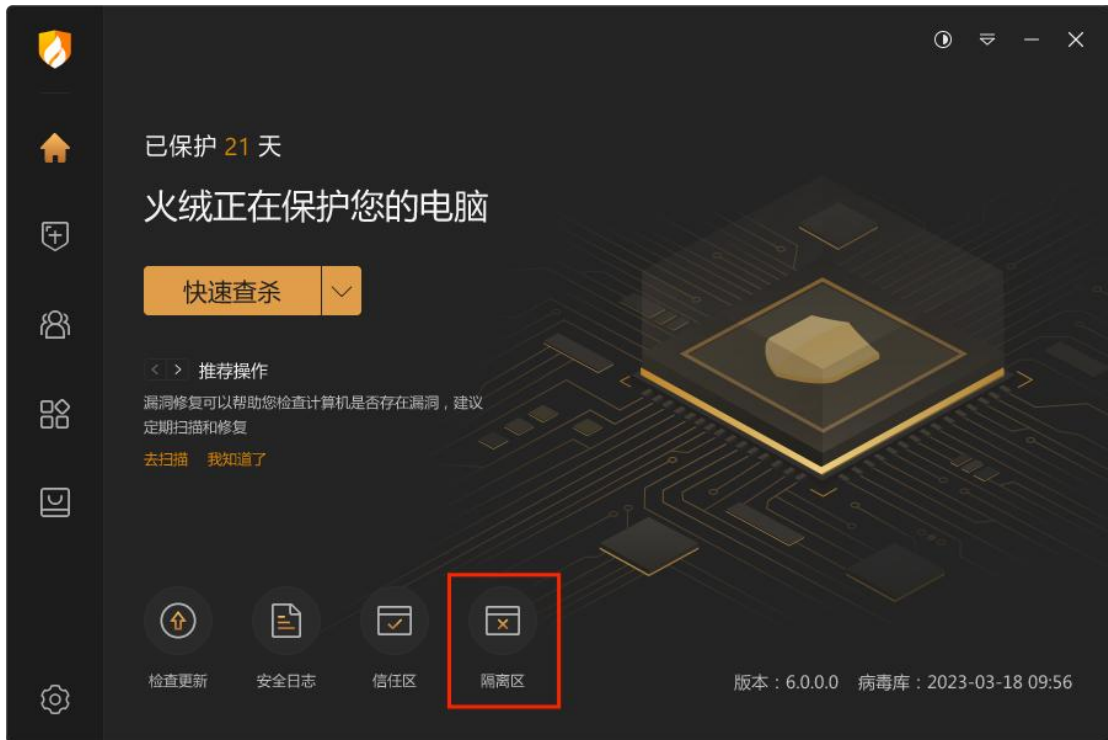 已保护 21 天
火绒正在保护您的电脑
快速查杀
推荐操作
漏洞修复可以帮助您检查计算机是否存在漏洞，建议
定期扫描和修复
去扫描 我知道了
检查更新 安全日志 信任区 隔离区
版本：6.0.0.0 病毒库：2023-03-18 09:56